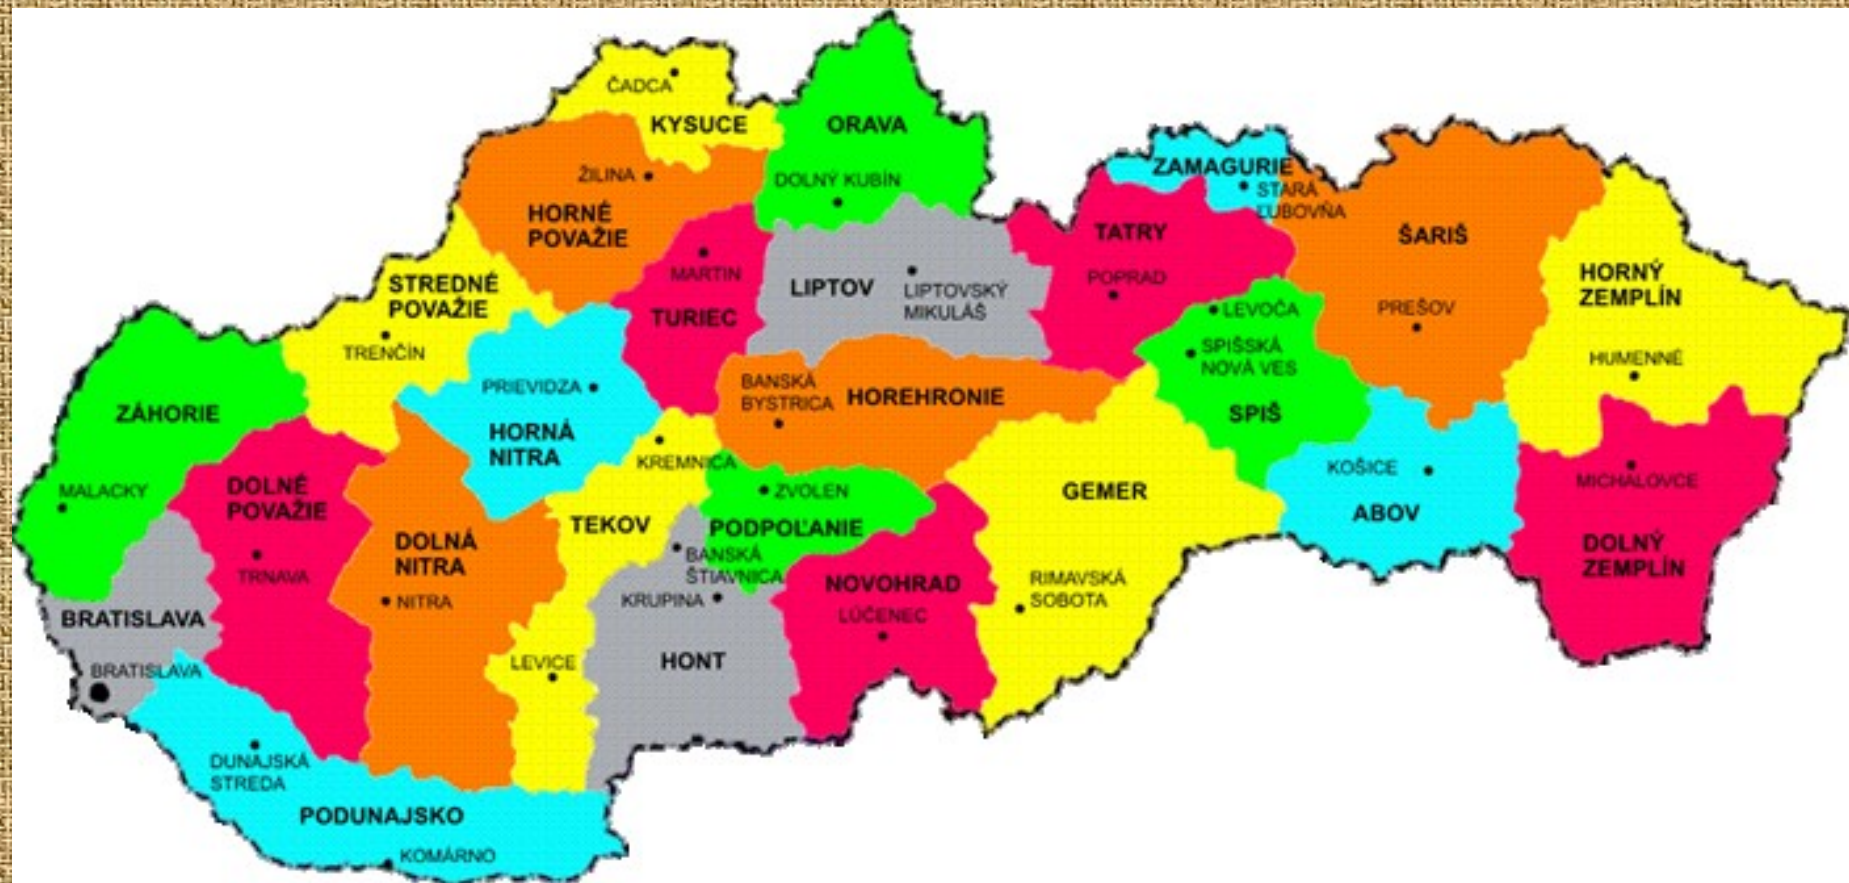 ČADCA
KYSUCE
ORAVA
ŽILINA
DOLNÝ KUBÍN
HORNÉ
POVAŽIE
ZAMAGURIE
STARÁ
ĽUBOVŇA
TATRY
ŠARIŠ
MARTIN
TURIEC
LIPTOV
LIPTOVSKÝ
MIKULÁŠ
POPRAD
LEVOČA
PREŠOV
HORNÝ
ZEMPLÍN
STREDNÉ
POVAŽIE
TRENČÍN
PRIEVIDZA
HORNÁ
NITRA
BANSKÁ
BYSTRICA
HOREHRONIE
SPIŠSKÁ
NOVÁ VES
SPIŠ
HUMENNÉ
ZÁHORIE
MALACKY
DOLNÉ
POVAŽIE
TRNAVA
DOLNÁ
NITRA
NITRA
KREMNICA
TEKOV
ZVOLEN
PODPOĽANIE
BANSKÁ
ŠTIAVNICA
KRUPINA
GEMER
KOŠICE
ABOV
MICHALOVCE
DOLNÝ
ZEMPLÍN
BRATISLAVA
BRATISLAVA
LEVICE
HONT
NOVOHRAD
LÚČENEC
RIMAVSKÁ
SOBOTA
DUNAJSKÁ
STREDA
PODUNAJSKO
KOMÁRNO